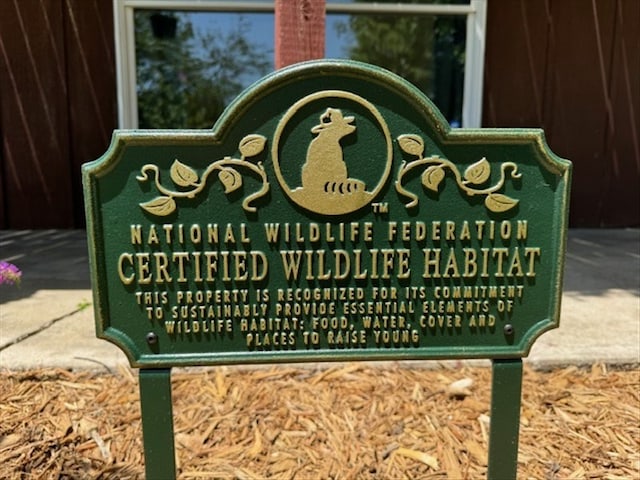 TM
NATIONAL WILDLIFE FEDERATION
CERTIFIED WILDLIFE HABITAT
THIS PROPERTY IS RECOGNIZED FOR ITS COMMITMENT
TO SUSTAINABLY PROVIDE ESSENTIAL ELEMENTS OF
WILDLIFE HABITAT: FOOD, WATER, COVER AND
PLACES TO RAISE YOUNG